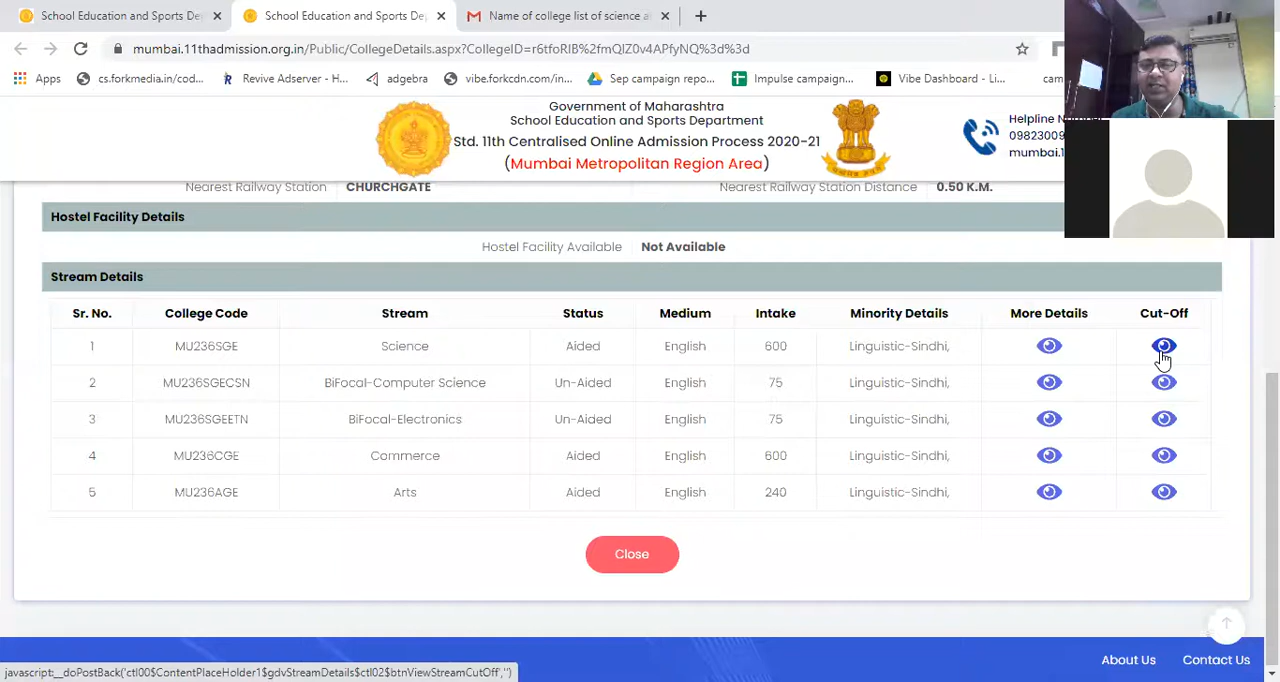 School Education and Sports De
School Education and Sports De
Name of college list of science a
mumbai.11thadmission.org.in/Public/CollegeDetails.aspx?CollegeID=r6tfoRIB%2fmQIZ0v4APfyNQ%3d%3d
Apps
cs.forkmedia.in/cod...
Revive Adserver - H...
adgebra
vibe.forkcdn.com/in...
Sep campaign repo...
Impulse campaign...
Vibe Dashboard - Li...
cam
Government of Maharashtra
School Education and Sports Department
Std. 11th Centralised Online Admission Process 2020-21
(Mumbai Metropolitan Region Area)
Helpline Number
09823009
mumbai.1
Nearest Railway Station CHURCHGATE Nearest Railway Station Distance 0.50 K.M.
Hostel Facility Details
Hostel Facility Available Not Available
Stream Details
Sr. No. College Code Stream Status Medium Intake Minority Details More Details Cut-Off
1 MU236SGE Science Aided English 600 Linguistic-Sindhi,
2 MU236SGECSN BiFocal-Computer Science Un-Aided English 75 Linguistic-Sindhi,
3 MU236SGEETN BiFocal-Electronics Un-Aided English 75 Linguistic-Sindhi,
4 MU236CGE Commerce Aided English 600 Linguistic-Sindhi,
5 MU236AGE Arts Aided English 240 Linguistic-Sindhi,
Close
About Us Contact Us
javascript:__doPostBack('ctl00$ContentPlaceHolder1$gdvStreamDetails$ctl02$btnViewStreamCutOff','')